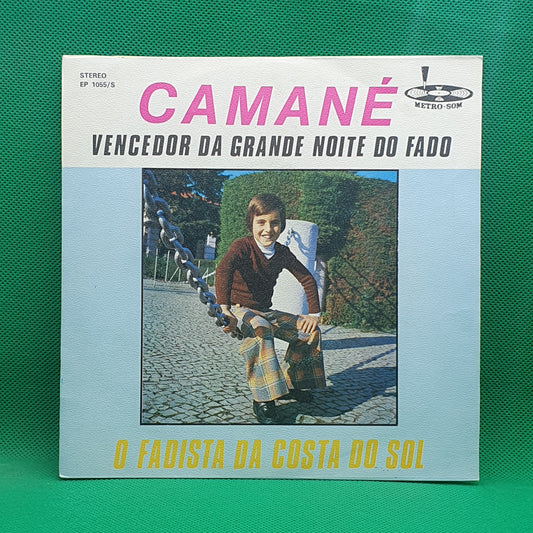 STEREO
EP 1055/S
CAMANÉ
METRO-SOM
VENCEDOR DA GRANDE NOITE DO FADO
O FADISTA DA COSTA DO SOL